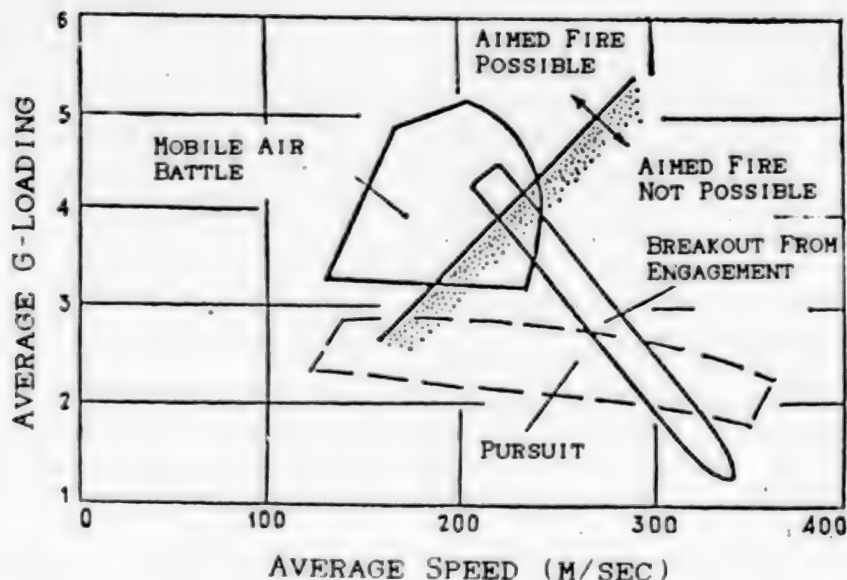 6
5
4
3
2
1
AVERAGE G-LOADING
AIMED FIRE
POSSIBLE
MOBILE AIR
BATTLE
AIMED FIRE
NOT POSSIBLE
BREAKOUT FROM
ENGAGEMENT
PURSUIT
0
100
200
300
400
AVERAGE SPEED (M/SEC)